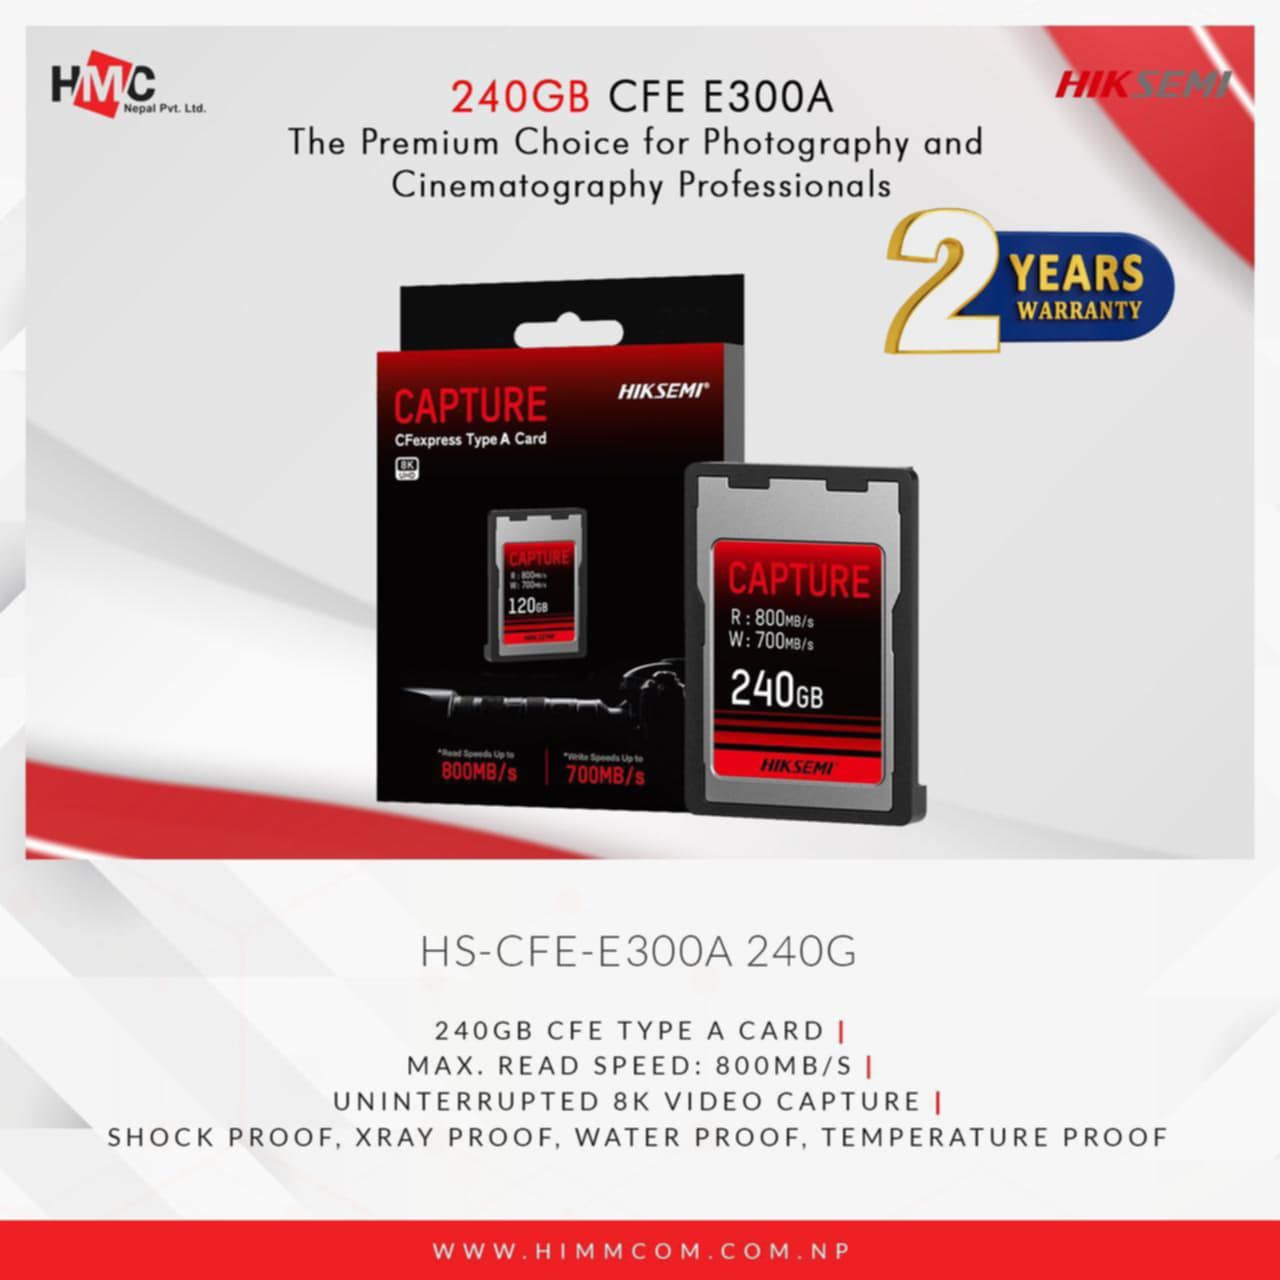 HMC
Nepal Pvt. Ltd.
240GB CFE E300A
The Premium Choice for Photography and
Cinematography Professionals
HIKSEMI
2 YEARS
WARRANTY
CAPTURE
HIKSEMI®
CFexpress Type A Card
8K
UHD
CAPTURE
R : 800MB/s
W: 700MB/s
120GB
HIKSEMI
*Read Speeds Up to
800MB/s
*Write Speeds Up to
700MB/s
CAPTURE
R : 800MB/s
W: 700MB/s
240GB
HIKSEMI
HS-CFE-E300A 240G
240GB CFE TYPE A CARD |
MAX. READ SPEED: 800MB/S |
UNINTERRUPTED 8K VIDEO CAPTURE |
SHOCK PROOF, XRAY PROOF, WATER PROOF, TEMPERATURE PROOF
WWW.HIMMCOM.COM.NP